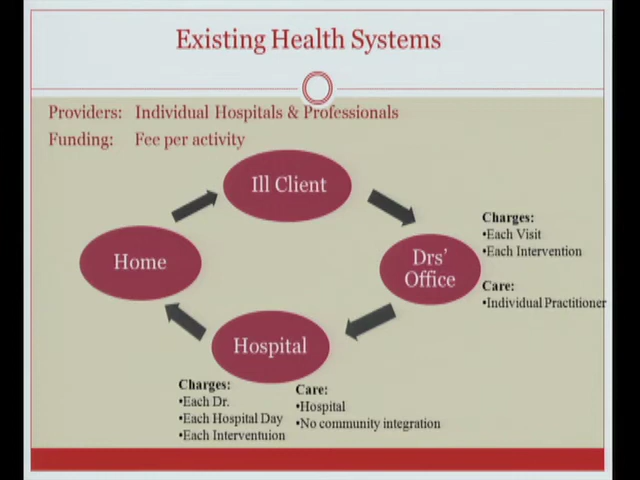 Existing Health Systems
Providers: Individual Hospitals & Professionals
Funding: Fee per activity
Ill Client
Drs'
Office
Charges:
•Each Visit
•Each Intervention
Care:
•Individual Practitioner
Hospital
Charges:
•Each Dr.
•Each Hospital Day
•Each Interventuion
Care:
•Hospital
•No community integration
Home